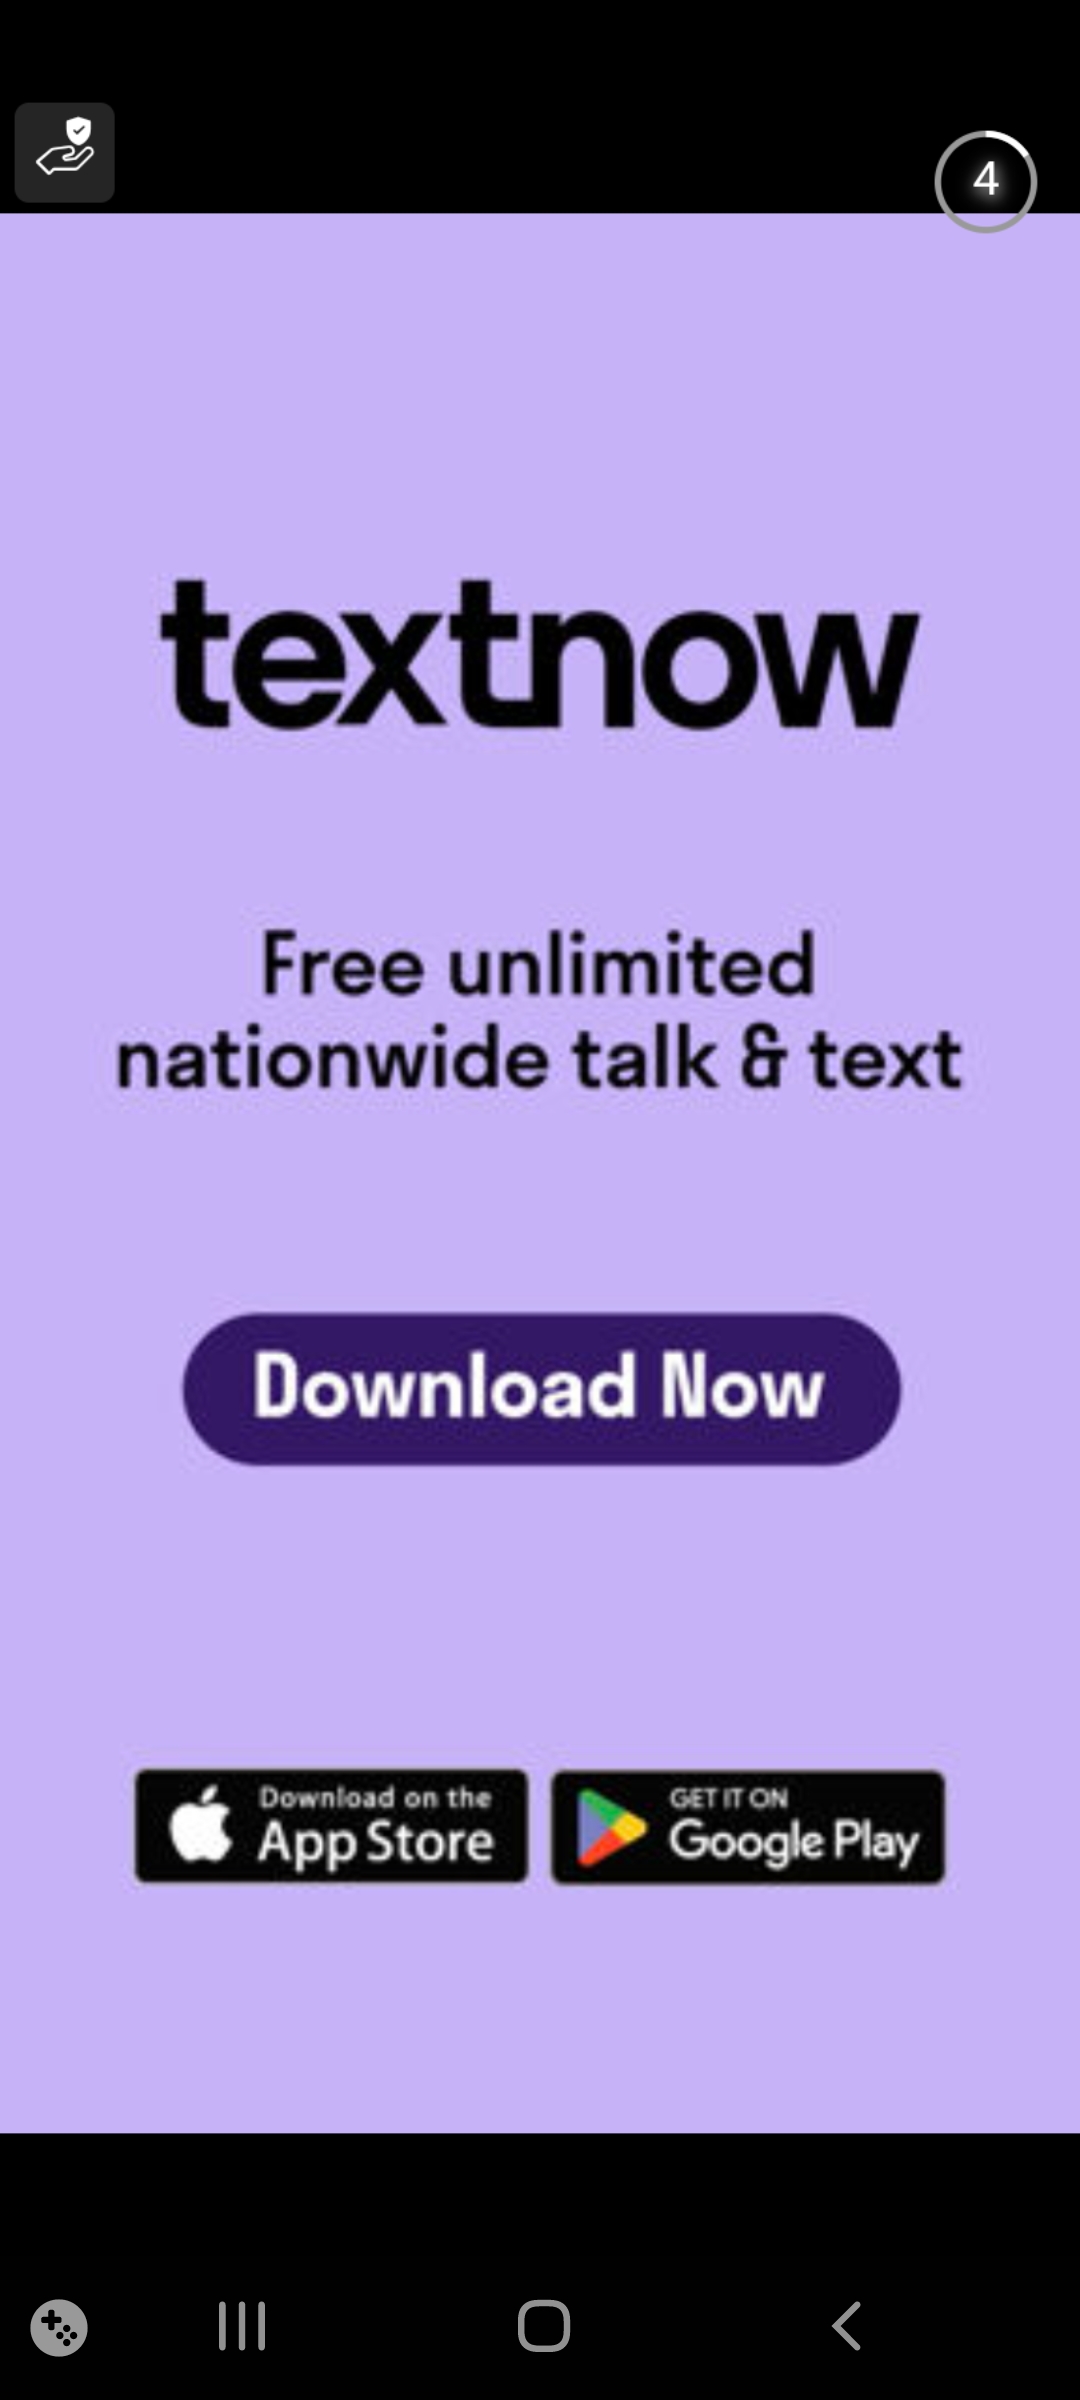 4
textnow
Free unlimited
nationwide talk & text
Download Now
Download on the
App Store
GET IT ON
Google Play